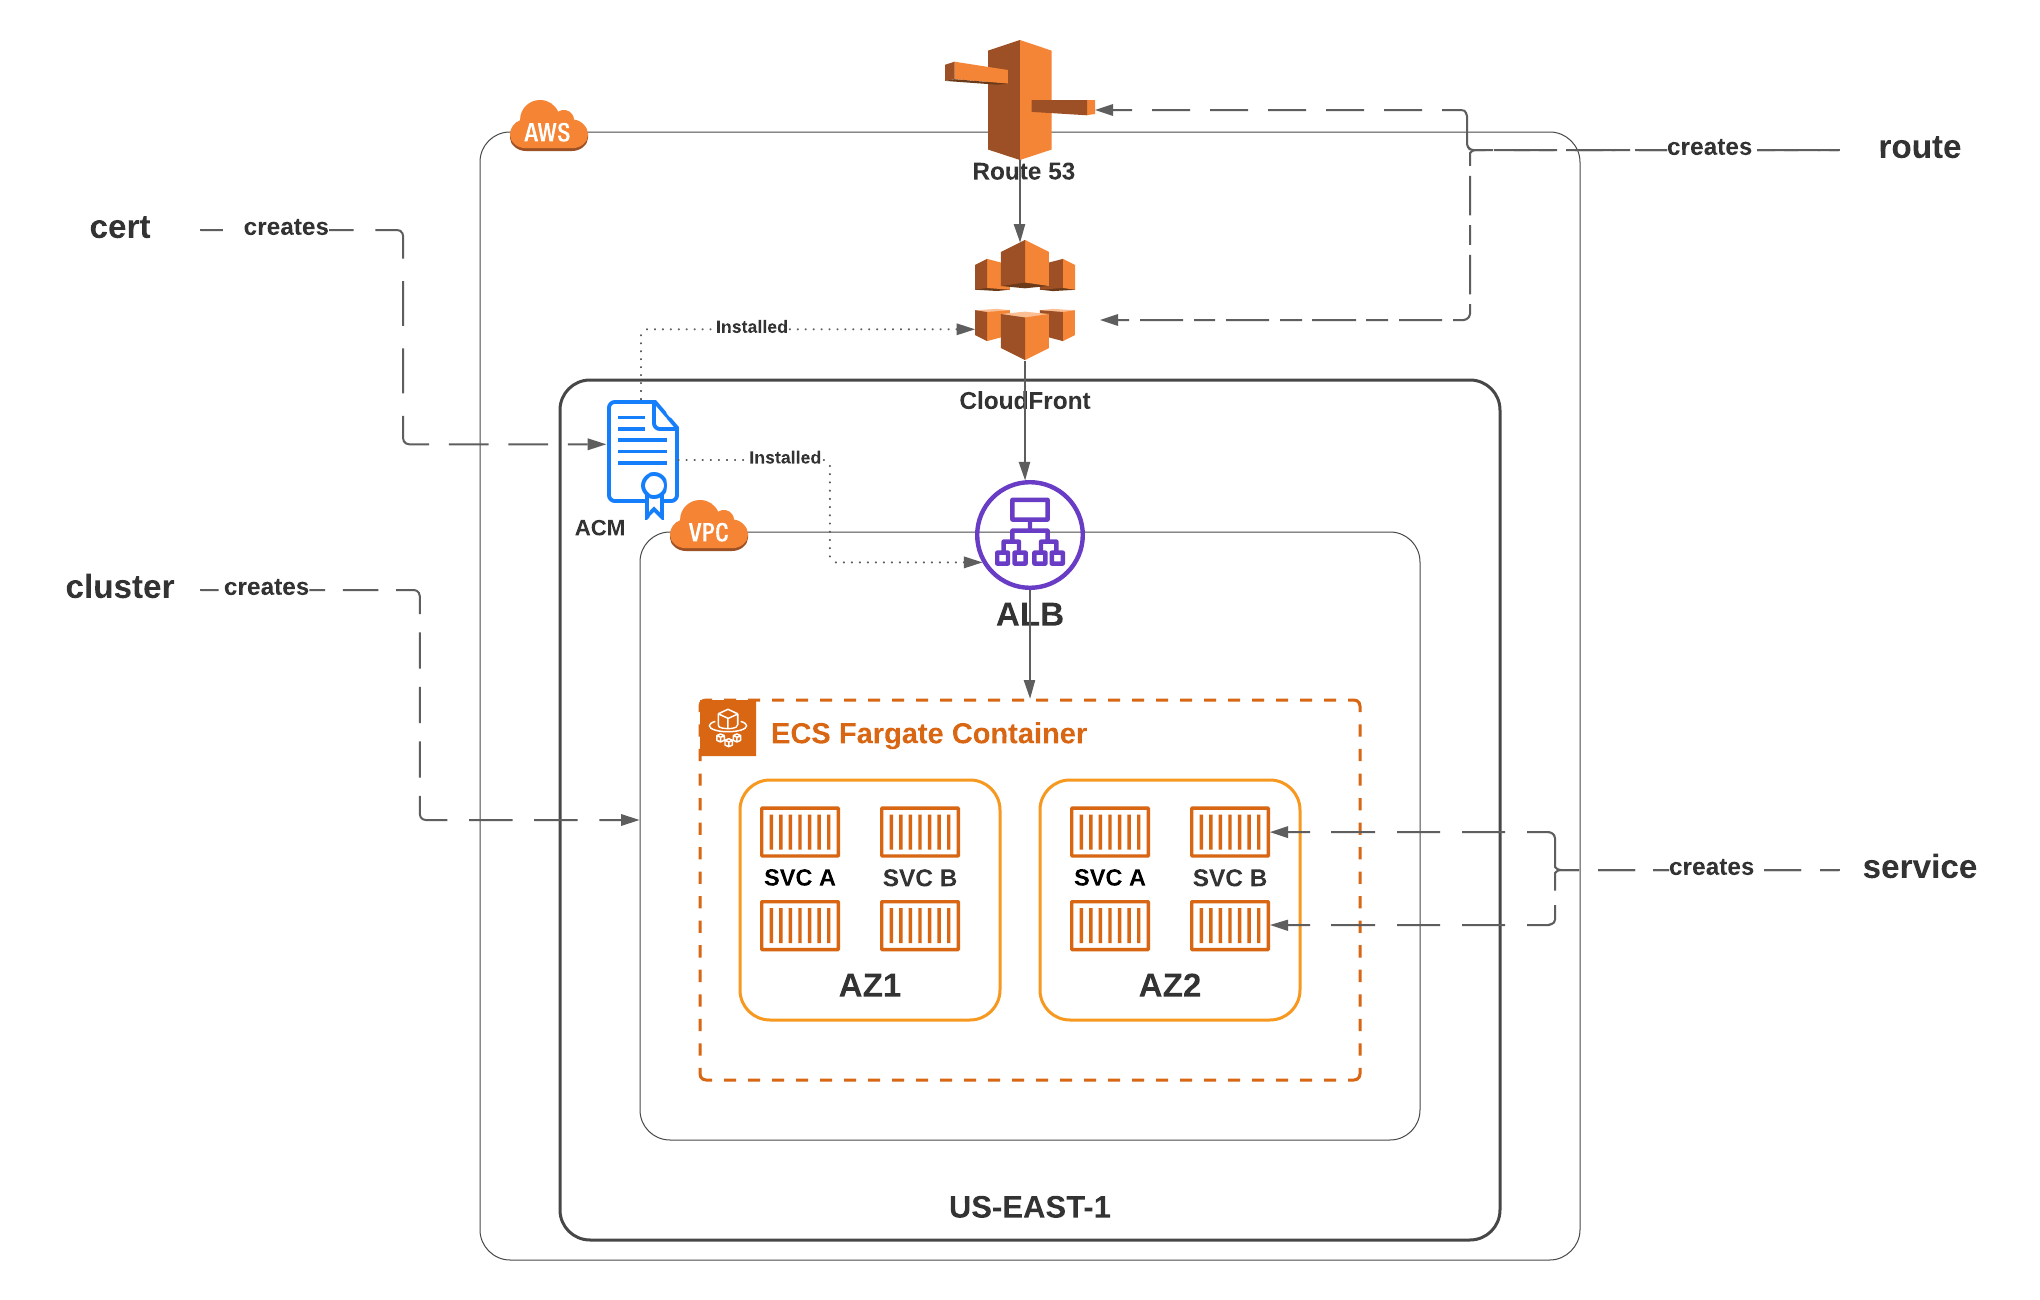 AWS
Route 53
creates
route
cert
creates
Installed
CloudFront
Installed
ACM
VPC
cluster
creates
ALB
ECS Fargate Container
SVC A
SVC B
SVC A
SVC B
creates
service
AZ1
AZ2
US-EAST-1